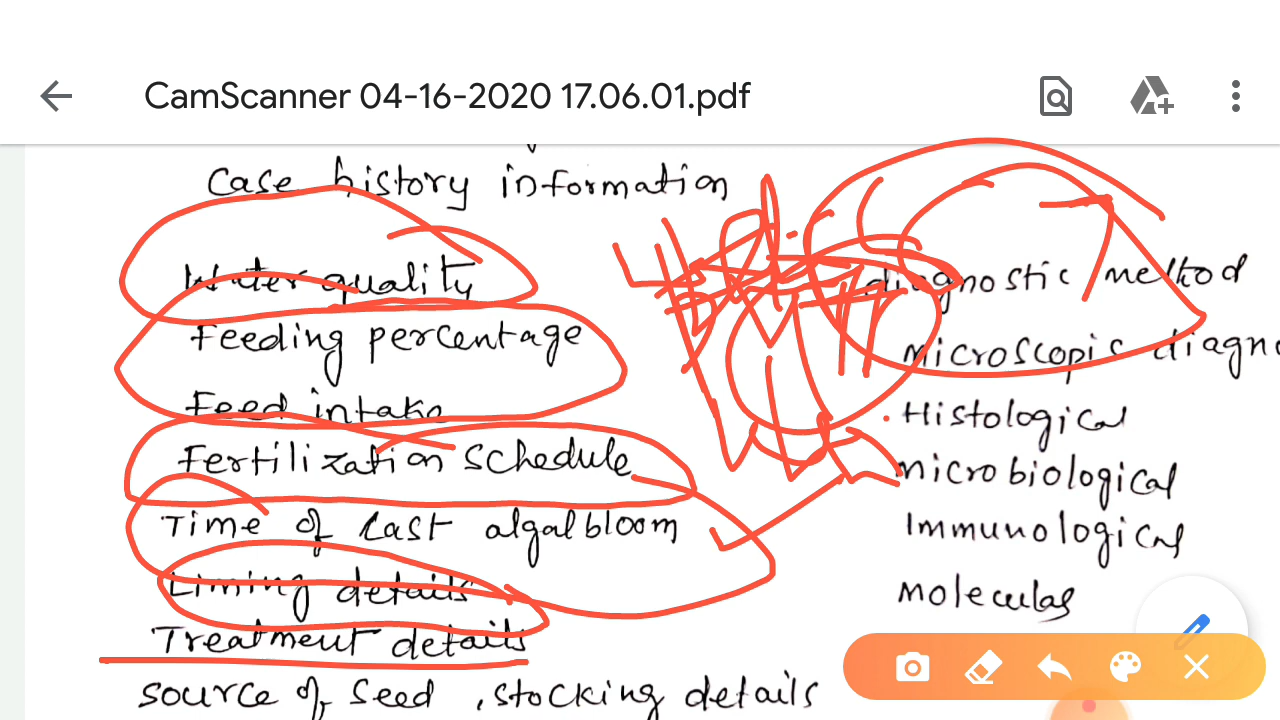 CamScanner 04-16-2020 17.06.01.pdf
Case history information
Water quality
Feeding percentage
Feed intake
Fertilization schedule
Time of Last algal bloom
Liming details
Treatment details
source of seed , stocking details
diagnostic method
Microscopic diagn
Histological
microbiological
Immunological
molecular